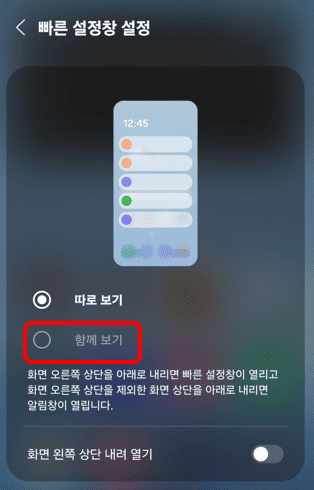 빠른 설정창 설정
12:45
따로 보기
함께 보기
화면 오른쪽 상단을 아래로 내리면 빠른 설정창이 열리고
화면 오른쪽 상단을 제외한 화면 상단을 아래로 내리면
알림창이 열립니다.
화면 왼쪽 상단 내려 열기